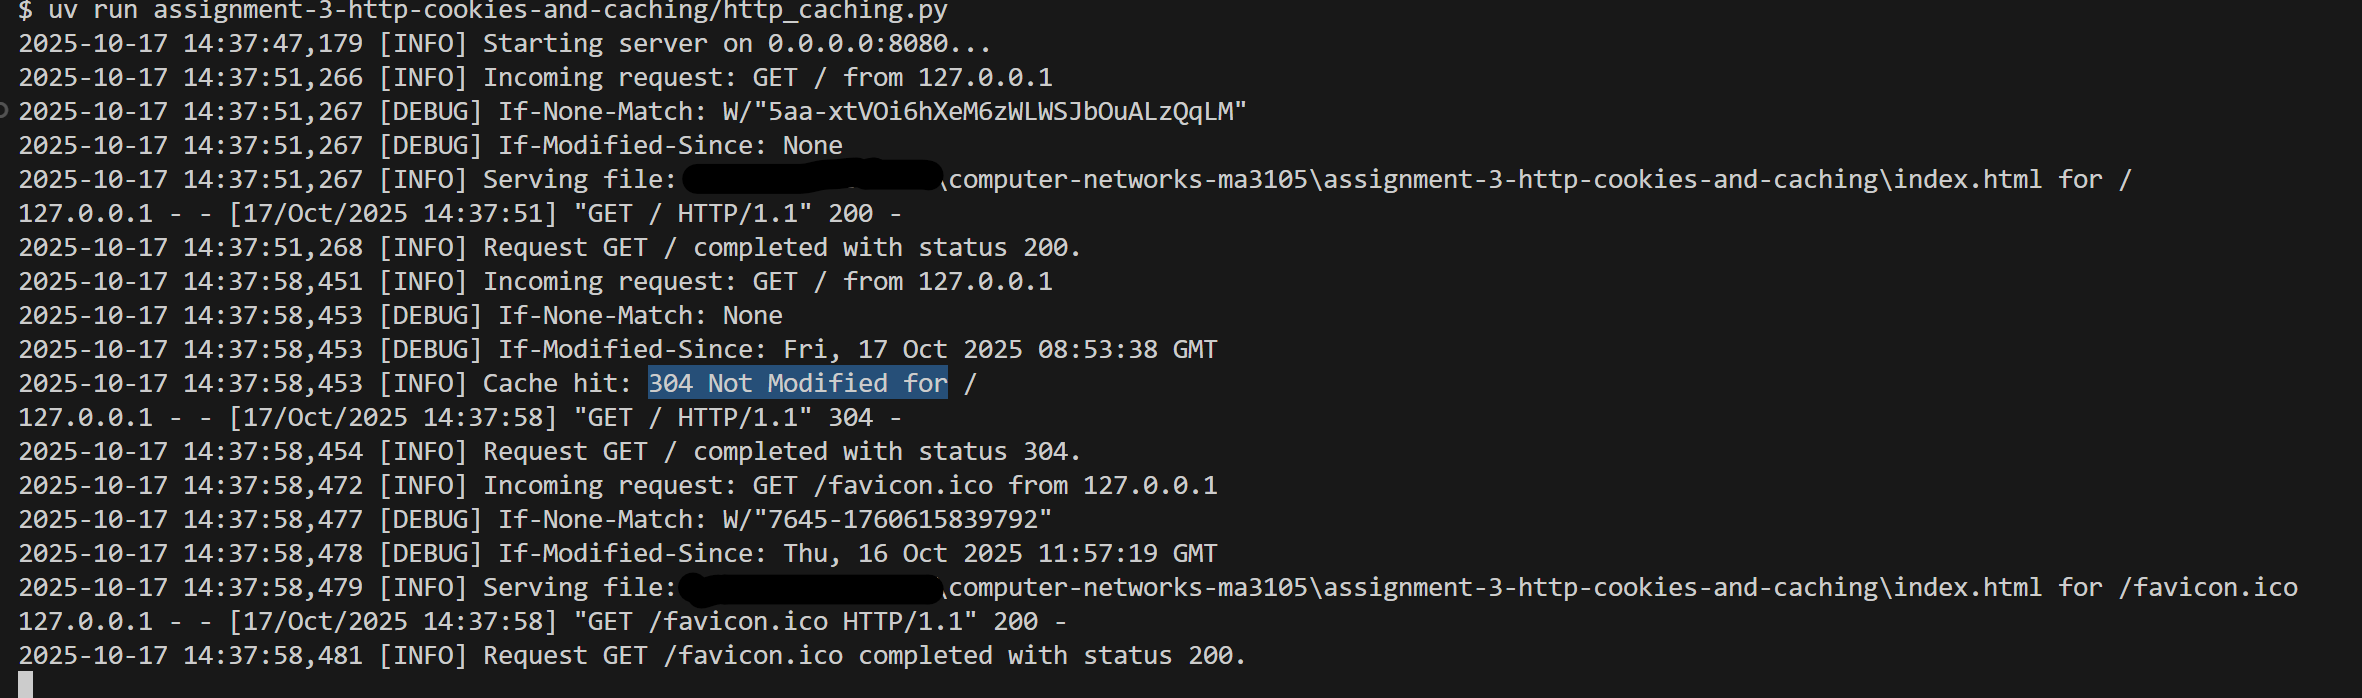 $ uv run assignment-3-http-cookies-and-caching/http_caching.py
2025-10-17 14:37:47,179 [INFO] Starting server on 0.0.0.0:8080...
2025-10-17 14:37:51,266 [INFO] Incoming request: GET / from 127.0.0.1
2025-10-17 14:37:51,267 [DEBUG] If-None-Match: W/"5aa-xtVOi6hXeM6zWLWSJbOuALzQqLM"
2025-10-17 14:37:51,267 [DEBUG] If-Modified-Since: None
2025-10-17 14:37:51,267 [INFO] Serving file: \computer-networks-ma3105\assignment-3-http-cookies-and-caching\index.html for /
127.0.0.1 - - [17/Oct/2025 14:37:51] "GET / HTTP/1.1" 200 -
2025-10-17 14:37:51,268 [INFO] Request GET / completed with status 200.
2025-10-17 14:37:58,451 [INFO] Incoming request: GET / from 127.0.0.1
2025-10-17 14:37:58,453 [DEBUG] If-None-Match: None
2025-10-17 14:37:58,453 [DEBUG] If-Modified-Since: Fri, 17 Oct 2025 08:53:38 GMT
2025-10-17 14:37:58,453 [INFO] Cache hit: 304 Not Modified for /
127.0.0.1 - - [17/Oct/2025 14:37:58] "GET / HTTP/1.1" 304 -
2025-10-17 14:37:58,454 [INFO] Request GET / completed with status 304.
2025-10-17 14:37:58,472 [INFO] Incoming request: GET /favicon.ico from 127.0.0.1
2025-10-17 14:37:58,477 [DEBUG] If-None-Match: W/"7645-1760615839792"
2025-10-17 14:37:58,478 [DEBUG] If-Modified-Since: Thu, 16 Oct 2025 11:57:19 GMT
2025-10-17 14:37:58,479 [INFO] Serving file: \computer-networks-ma3105\assignment-3-http-cookies-and-caching\index.html for /favicon.ico
127.0.0.1 - - [17/Oct/2025 14:37:58] "GET /favicon.ico HTTP/1.1" 200 -
2025-10-17 14:37:58,481 [INFO] Request GET /favicon.ico completed with status 200.